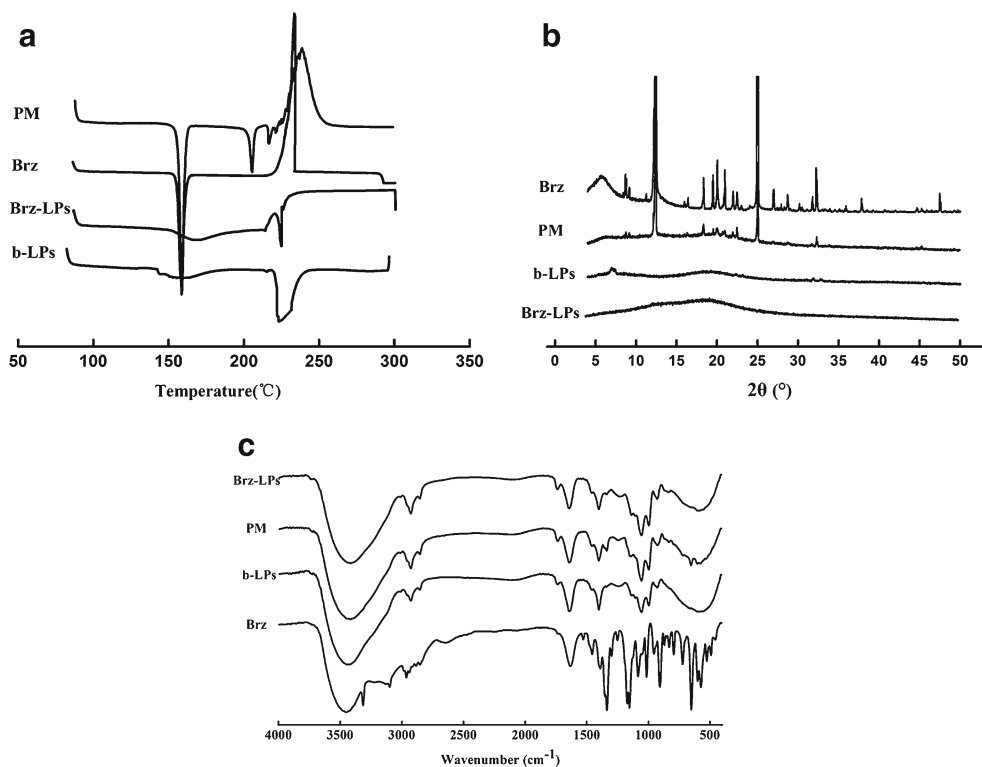 a
PM
Brz
Brz-LPs
b-LPs
50 100 150 200 250 300 350
Temperature(℃)
b
Brz
PM
b-LPs
Brz-LPs
0 5 10 15 20 25 30 35 40 45 50
2θ (°)
c
Brz-LPs
PM
b-LPs
Brz
4000 3500 3000 2500 2000 1500 1000 500
Wavenumber (cm⁻¹)